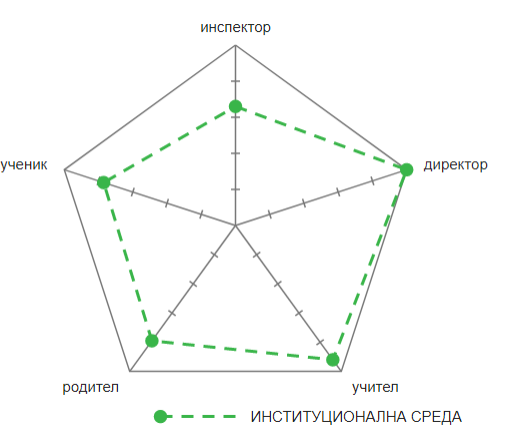 инспектор
ученик
директор
родител
учител
ИНСТИТУЦИОНАЛНА СРЕДА